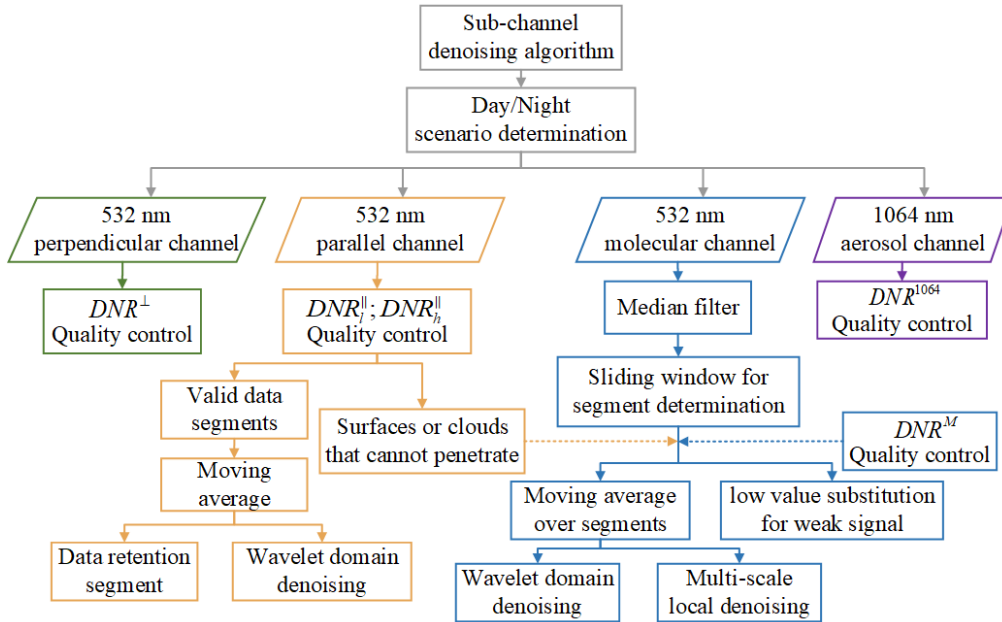 Sub-channel
denoising algorithm
Day/Night
scenario determination
532 nm
perpendicular channel
532 nm
parallel channel
532 nm
molecular channel
1064 nm
aerosol channel
DNR⊥
Quality control
DNRₗ∥; DNRₕ∥
Quality control
Median filter
DNR¹⁰⁶⁴
Quality control
Valid data
segments
Surfaces or clouds
that cannot penetrate
Sliding window for
segment determination
DNRᴹ
Quality control
Moving
average
Moving average
over segments
low value substitution
for weak signal
Data retention
segment
Wavelet domain
denoising
Wavelet domain
denoising
Multi-scale
local denoising